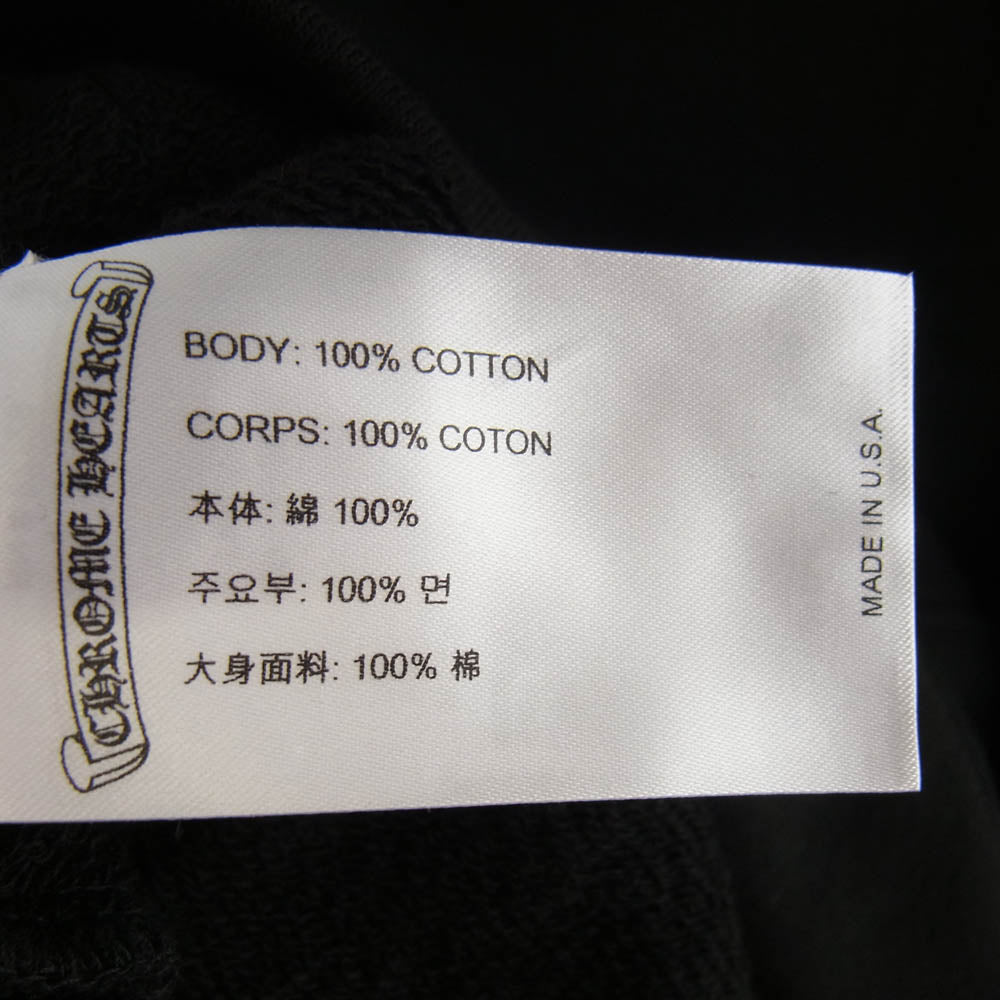 CHROME HEARTS
BODY: 100% COTTON
CORPS: 100% COTON
本体: 綿 100%
주요부: 100% 면
大身面料: 100% 棉
MADE IN U.S.A.